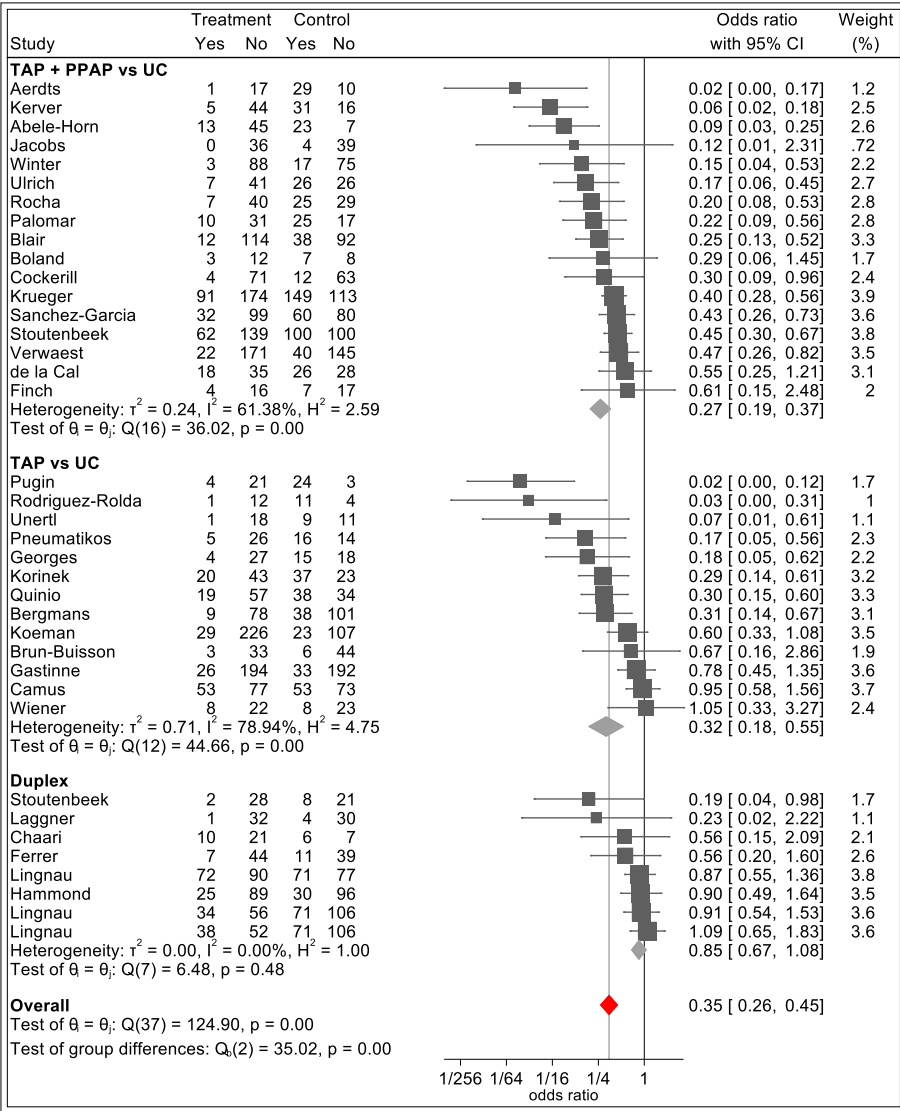 Treatment Control Odds ratio Weight
Study Yes No Yes No with 95% CI (%)
TAP + PPAP vs UC
Aerdts 1 17 29 10 0.02 [ 0.00, 0.17] 1.2
Kerver 5 44 31 16 0.06 [ 0.02, 0.18] 2.5
Abele-Horn 13 45 23 7 0.09 [ 0.03, 0.25] 2.6
Jacobs 0 36 4 39 0.12 [ 0.01, 2.31] .72
Winter 3 88 17 75 0.15 [ 0.04, 0.53] 2.2
Ulrich 7 41 26 26 0.17 [ 0.06, 0.45] 2.7
Rocha 7 40 25 29 0.20 [ 0.08, 0.53] 2.8
Palomar 10 31 25 17 0.22 [ 0.09, 0.56] 2.8
Blair 12 114 38 92 0.25 [ 0.13, 0.52] 3.3
Boland 3 12 7 8 0.29 [ 0.06, 1.45] 1.7
Cockerill 4 71 12 63 0.30 [ 0.09, 0.96] 2.4
Krueger 91 174 149 113 0.40 [ 0.28, 0.56] 3.9
Sanchez-Garcia 32 99 60 80 0.43 [ 0.26, 0.73] 3.6
Stoutenbeek 62 139 100 100 0.45 [ 0.30, 0.67] 3.8
Verwaest 22 171 40 145 0.47 [ 0.26, 0.82] 3.5
de la Cal 18 35 26 28 0.55 [ 0.25, 1.21] 3.1
Finch 4 16 7 17 0.61 [ 0.15, 2.48] 2
Heterogeneity: τ² = 0.24, I² = 61.38%, H² = 2.59 0.27 [ 0.19, 0.37]
Test of θᵢ = θⱼ: Q(16) = 36.02, p = 0.00
TAP vs UC
Pugin 4 21 24 3 0.02 [ 0.00, 0.12] 1.7
Rodriguez-Rolda 1 12 11 4 0.03 [ 0.00, 0.31] 1
Unertl 1 18 9 11 0.07 [ 0.01, 0.61] 1.1
Pneumatikos 5 26 16 14 0.17 [ 0.05, 0.56] 2.3
Georges 4 27 15 18 0.18 [ 0.05, 0.62] 2.2
Korinek 20 43 37 23 0.29 [ 0.14, 0.61] 3.2
Quinio 19 57 38 34 0.30 [ 0.15, 0.60] 3.3
Bergmans 9 78 38 101 0.31 [ 0.14, 0.67] 3.1
Koeman 29 226 23 107 0.60 [ 0.33, 1.08] 3.5
Brun-Buisson 3 33 6 44 0.67 [ 0.16, 2.86] 1.9
Gastinne 26 194 33 192 0.78 [ 0.45, 1.35] 3.6
Camus 53 77 53 73 0.95 [ 0.58, 1.56] 3.7
Wiener 8 22 8 23 1.05 [ 0.33, 3.27] 2.4
Heterogeneity: τ² = 0.71, I² = 78.94%, H² = 4.75 0.32 [ 0.18, 0.55]
Test of θᵢ = θⱼ: Q(12) = 44.66, p = 0.00
Duplex
Stoutenbeek 2 28 8 21 0.19 [ 0.04, 0.98] 1.7
Laggner 1 32 4 30 0.23 [ 0.02, 2.22] 1.1
Chaari 10 21 6 7 0.56 [ 0.15, 2.09] 2.1
Ferrer 7 44 11 39 0.56 [ 0.20, 1.60] 2.6
Lingnau 72 90 71 77 0.87 [ 0.55, 1.36] 3.8
Hammond 25 89 30 96 0.90 [ 0.49, 1.64] 3.5
Lingnau 34 56 71 106 0.91 [ 0.54, 1.53] 3.6
Lingnau 38 52 71 106 1.09 [ 0.65, 1.83] 3.6
Heterogeneity: τ² = 0.00, I² = 0.00%, H² = 1.00 0.85 [ 0.67, 1.08]
Test of θᵢ = θⱼ: Q(7) = 6.48, p = 0.48
Overall 0.35 [ 0.26, 0.45]
Test of θᵢ = θⱼ: Q(37) = 124.90, p = 0.00
Test of group differences: Q_b(2) = 35.02, p = 0.00
1/256 1/64 1/16 1/4 1
odds ratio